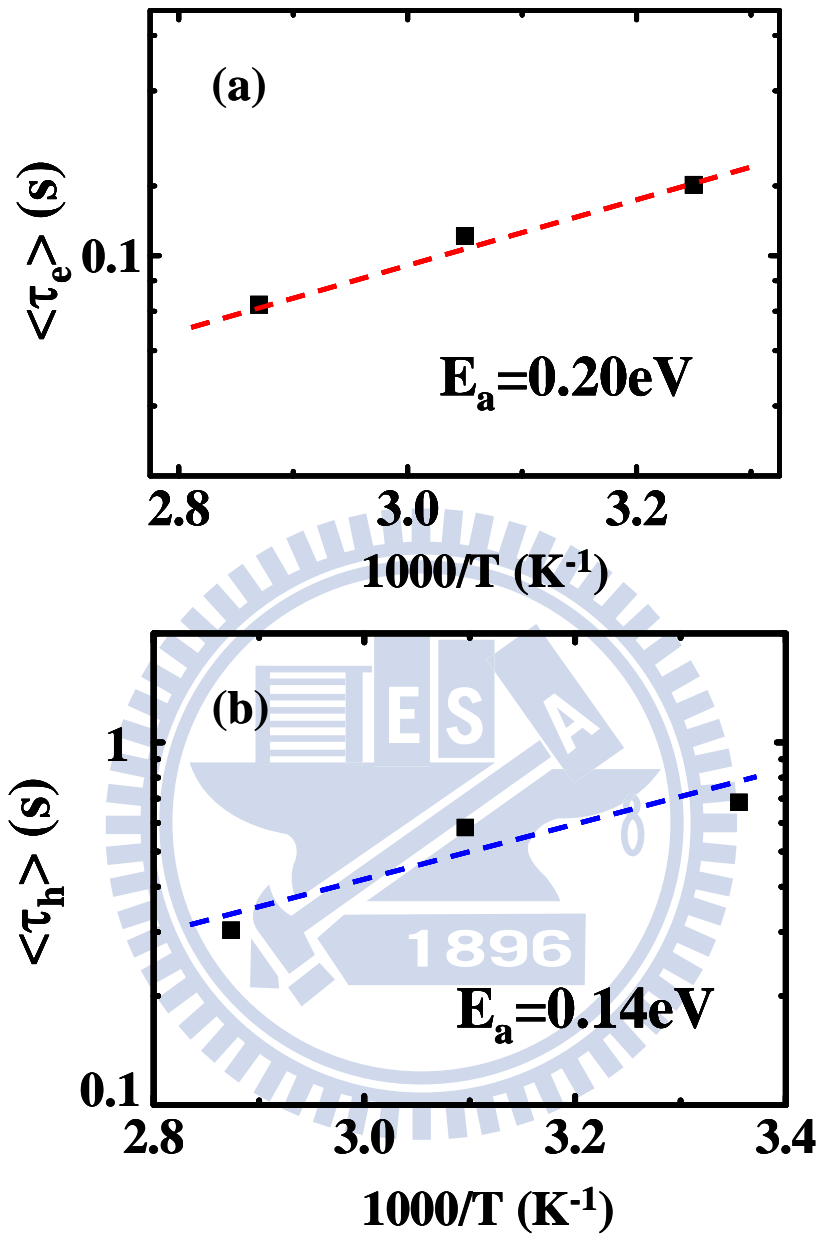 (a)
<τe> (s)
0.1
Ea=0.20eV
2.8 3.0 3.2
1000/T (K-1)
(b)
ESA
1
<τh> (s)
1896
Ea=0.14eV
0.1
2.8 3.0 3.2 3.4
1000/T (K-1)